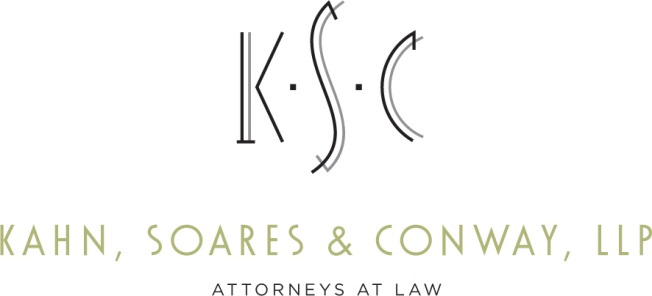 K·S·C
KAHN, SOARES & CONWAY, LLP
ATTORNEYS AT LAW